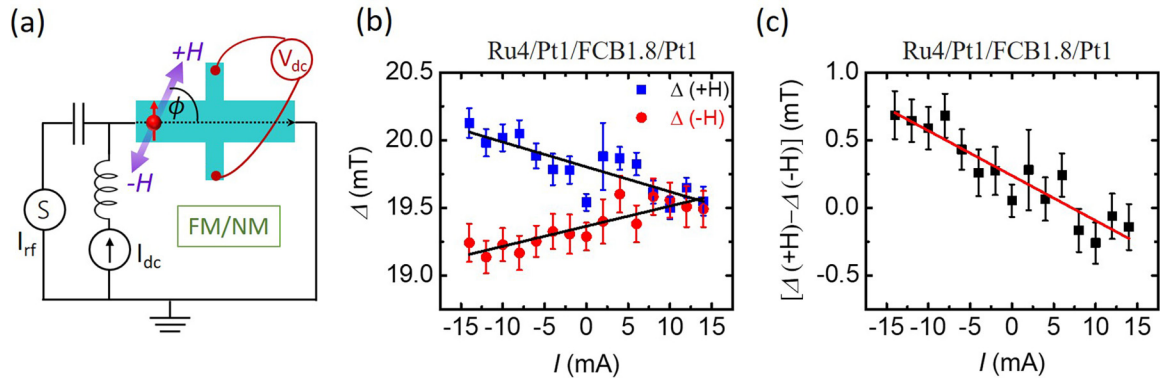 (a)
+H
V_dc
ϕ
-H
S
I_rf
I_dc
FM/NM
(b)
Ru4/Pt1/FCB1.8/Pt1
20.5
20.0
19.5
19.0
Δ (mT)
Δ (+H)
Δ (-H)
-15 -10 -5 0 5 10 15
I (mA)
(c)
Ru4/Pt1/FCB1.8/Pt1
1.0
0.5
0.0
-0.5
[Δ (+H)−Δ (-H)] (mT)
-15 -10 -5 0 5 10 15
I (mA)